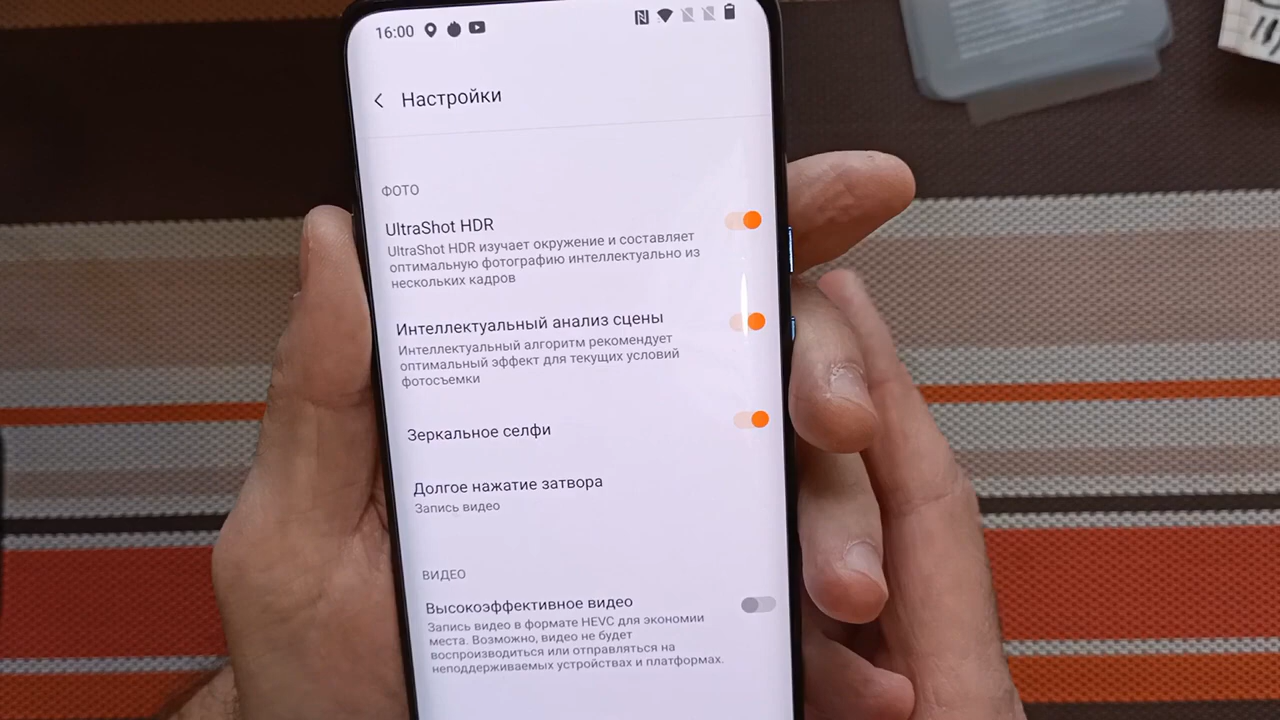 16:00
Настройки
ФОТО
UltraShot HDR
UltraShot HDR изучает окружение и составляет
оптимальную фотографию интеллектуально из
нескольких кадров
Интеллектуальный анализ сцены
Интеллектуальный алгоритм рекомендует
оптимальный эффект для текущих условий
фотосъемки
Зеркальное селфи
Долгое нажатие затвора
Запись видео
ВИДЕО
Высокоэффективное видео
Запись видео в формате HEVC для экономии
места. Возможно, видео не будет
воспроизводиться или отправляться на
неподдерживаемых устройствах и платформах.